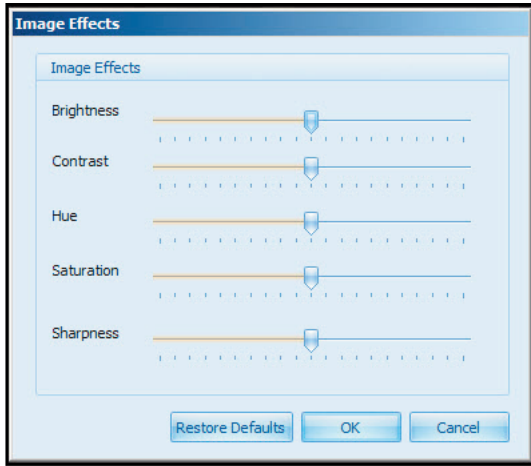 Image Effects
Image Effects
Brightness
Contrast
Hue
Saturation
Sharpness
Restore Defaults OK Cancel